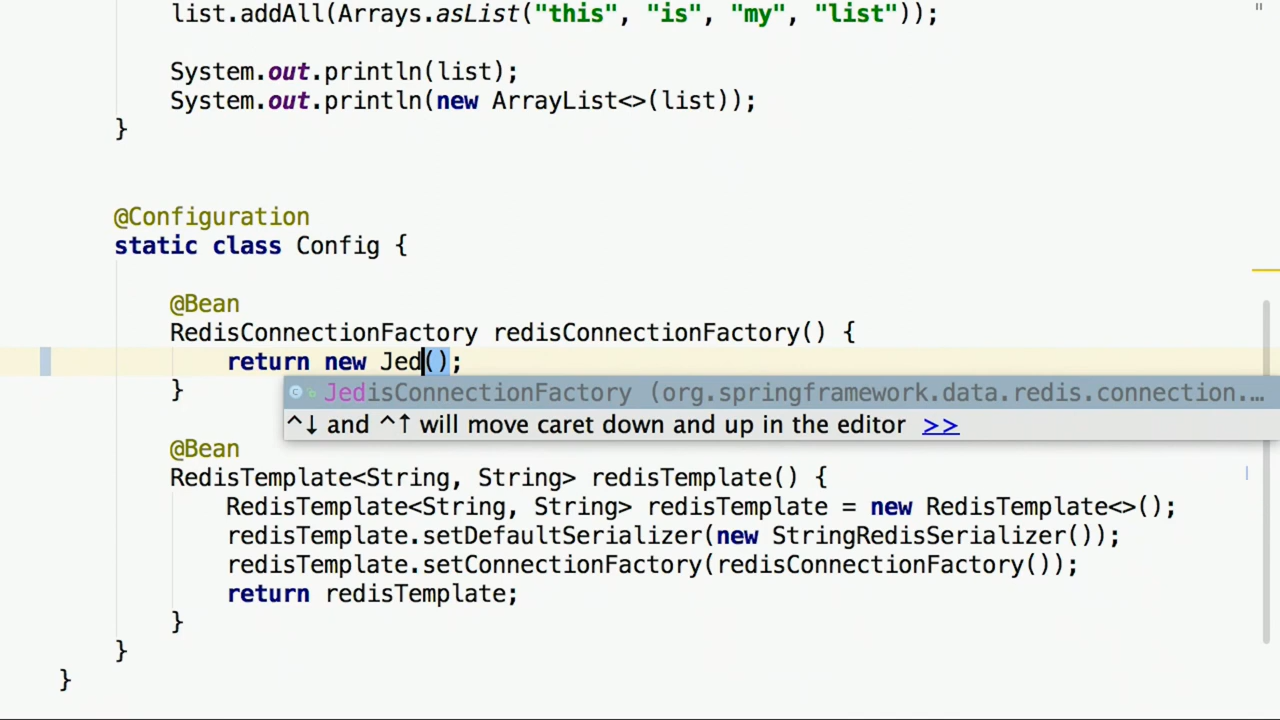 list.addAll(Arrays.asList("this", "is", "my", "list"));
System.out.println(list);
System.out.println(new ArrayList<>(list));
}
@Configuration
static class Config {
@Bean
RedisConnectionFactory redisConnectionFactory() {
return new Jed();
}
JedisConnectionFactory (org.springframework.data.redis.connection.…
^↓ and ^↑ will move caret down and up in the editor >>
@Bean
RedisTemplate<String, String> redisTemplate() {
RedisTemplate<String, String> redisTemplate = new RedisTemplate<>();
redisTemplate.setDefaultSerializer(new StringRedisSerializer());
redisTemplate.setConnectionFactory(redisConnectionFactory());
return redisTemplate;
}
}
}